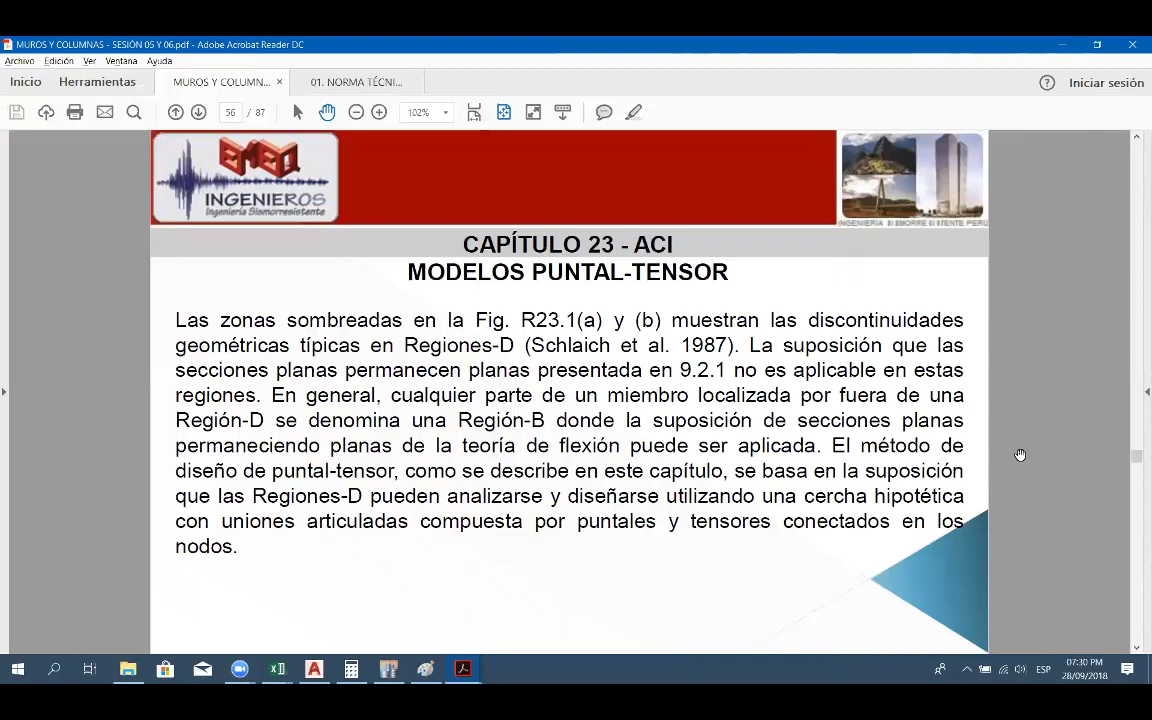 MUROS Y COLUMNAS - SESIÓN 05 Y 06.pdf - Adobe Acrobat Reader DC
Archivo Edición Ver Ventana Ayuda
Inicio Herramientas MUROS Y COLUMN... × 01. NORMA TÉCNI... Iniciar sesión
56 / 87 102%
INGENIEROS
Ingeniería Sismorresistente
CAPÍTULO 23 - ACI
MODELOS PUNTAL-TENSOR
Las zonas sombreadas en la Fig. R23.1(a) y (b) muestran las discontinuidades
geométricas típicas en Regiones-D (Schlaich et al. 1987). La suposición que las
secciones planas permanecen planas presentada en 9.2.1 no es aplicable en estas
regiones. En general, cualquier parte de un miembro localizada por fuera de una
Región-D se denomina una Región-B donde la suposición de secciones planas
permaneciendo planas de la teoría de flexión puede ser aplicada. El método de
diseño de puntal-tensor, como se describe en este capítulo, se basa en la suposición
que las Regiones-D pueden analizarse y diseñarse utilizando una cercha hipotética
con uniones articuladas compuesta por puntales y tensores conectados en los
nodos.
ESP
07:30 PM
28/09/2018